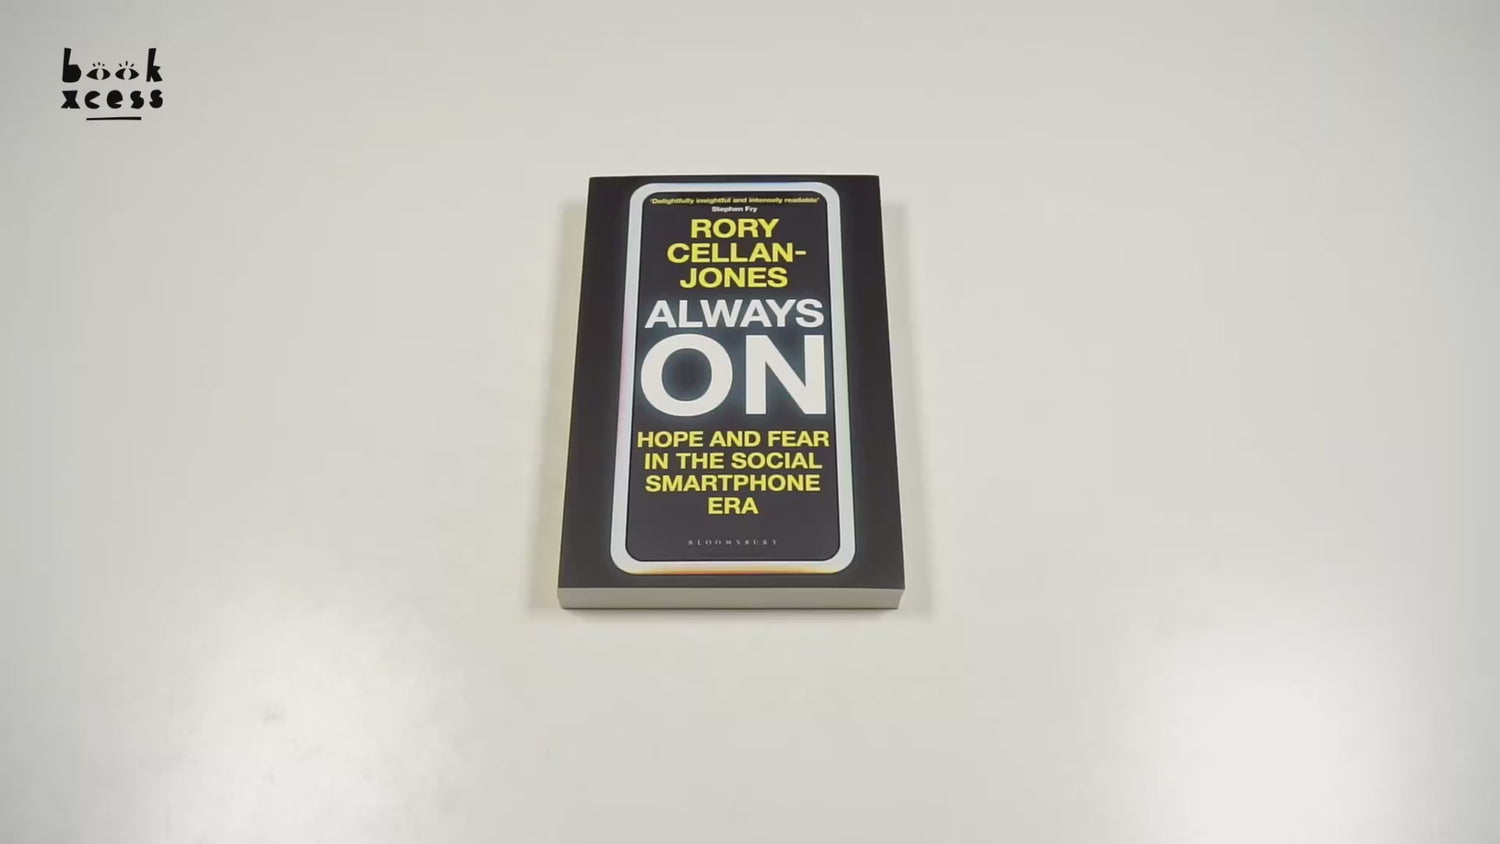 book
xcess
'Delightfully insightful and intensely readable'
Stephen Fry
RORY
CELLAN-
JONES
ALWAYS
ON
HOPE AND FEAR
IN THE SOCIAL
SMARTPHONE
ERA
BLOOMSBURY